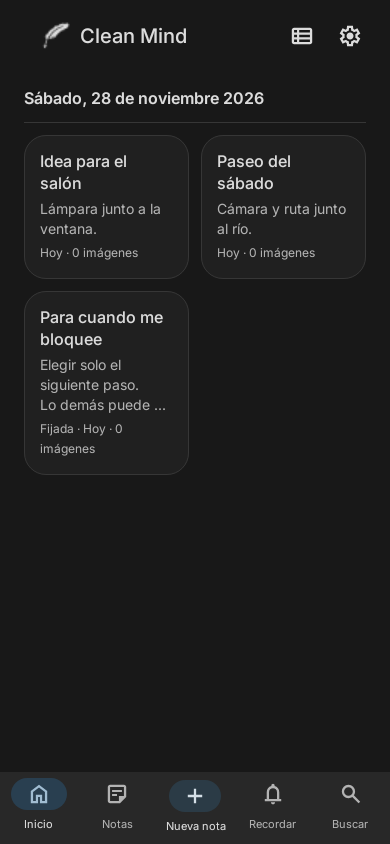 Clean Mind
Sábado, 28 de noviembre 2026
Idea para el
salón
Lámpara junto a la
ventana.
Hoy · 0 imágenes
Paseo del
sábado
Cámara y ruta junto
al río.
Hoy · 0 imágenes
Para cuando me
bloquee
Elegir solo el
siguiente paso.
Lo demás puede ...
Fijada · Hoy · 0
imágenes
Inicio
Notas
Nueva nota
Recordar
Buscar